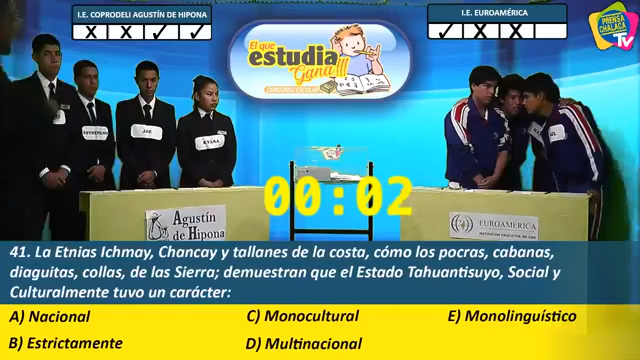 I.E. COPRODELI AGUSTÍN DE HIPONA
X X ✓ ✓
I.E. EUROAMÉRICA
✓ X X
PRENSA
CHALACA
TV
El que
estudia
Gana!!!
CONCURSO ESCOLAR
JOE
KYARA
00:02
Agustín
de Hipona
EUROAMERICA
41. La Etnias Ichmay, Chancay y tallanes de la costa, cómo los pocras, cabanas,
diaguitas, collas, de las Sierra; demuestran que el Estado Tahuantisuyo, Social y
Culturalmente tuvo un carácter:
A) Nacional
C) Monocultural
E) Monolinguístico
B) Estrictamente
D) Multinacional